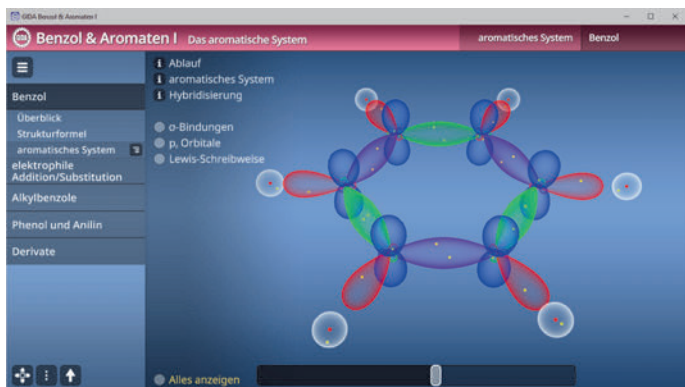 GIDA Benzol & Aromaten I
GIDA Benzol & Aromaten I Das aromatische System aromatisches System Benzol
i Ablauf
i aromatisches System
i Hybridisierung
Benzol
Überblick
Strukturformel
aromatisches System
elektrophile
Addition/Substitution
Alkylbenzole
Phenol und Anilin
Derivate
σ-Bindungen
p, Orbitale
Lewis-Schreibweise
Alles anzeigen